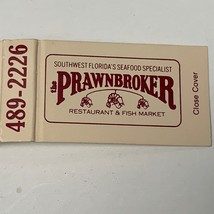 489-2226
SOUTHWEST FLORIDA'S SEAFOOD SPECIALIST
the PRAWNBROKER
RESTAURANT & FISH MARKET
Close Cover